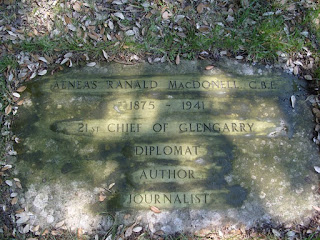 AENEAS RANALD MACDONELL C.B.E.
1875 - 1941
21ST CHIEF OF GLENGARRY
DIPLOMAT
AUTHOR
JOURNALIST